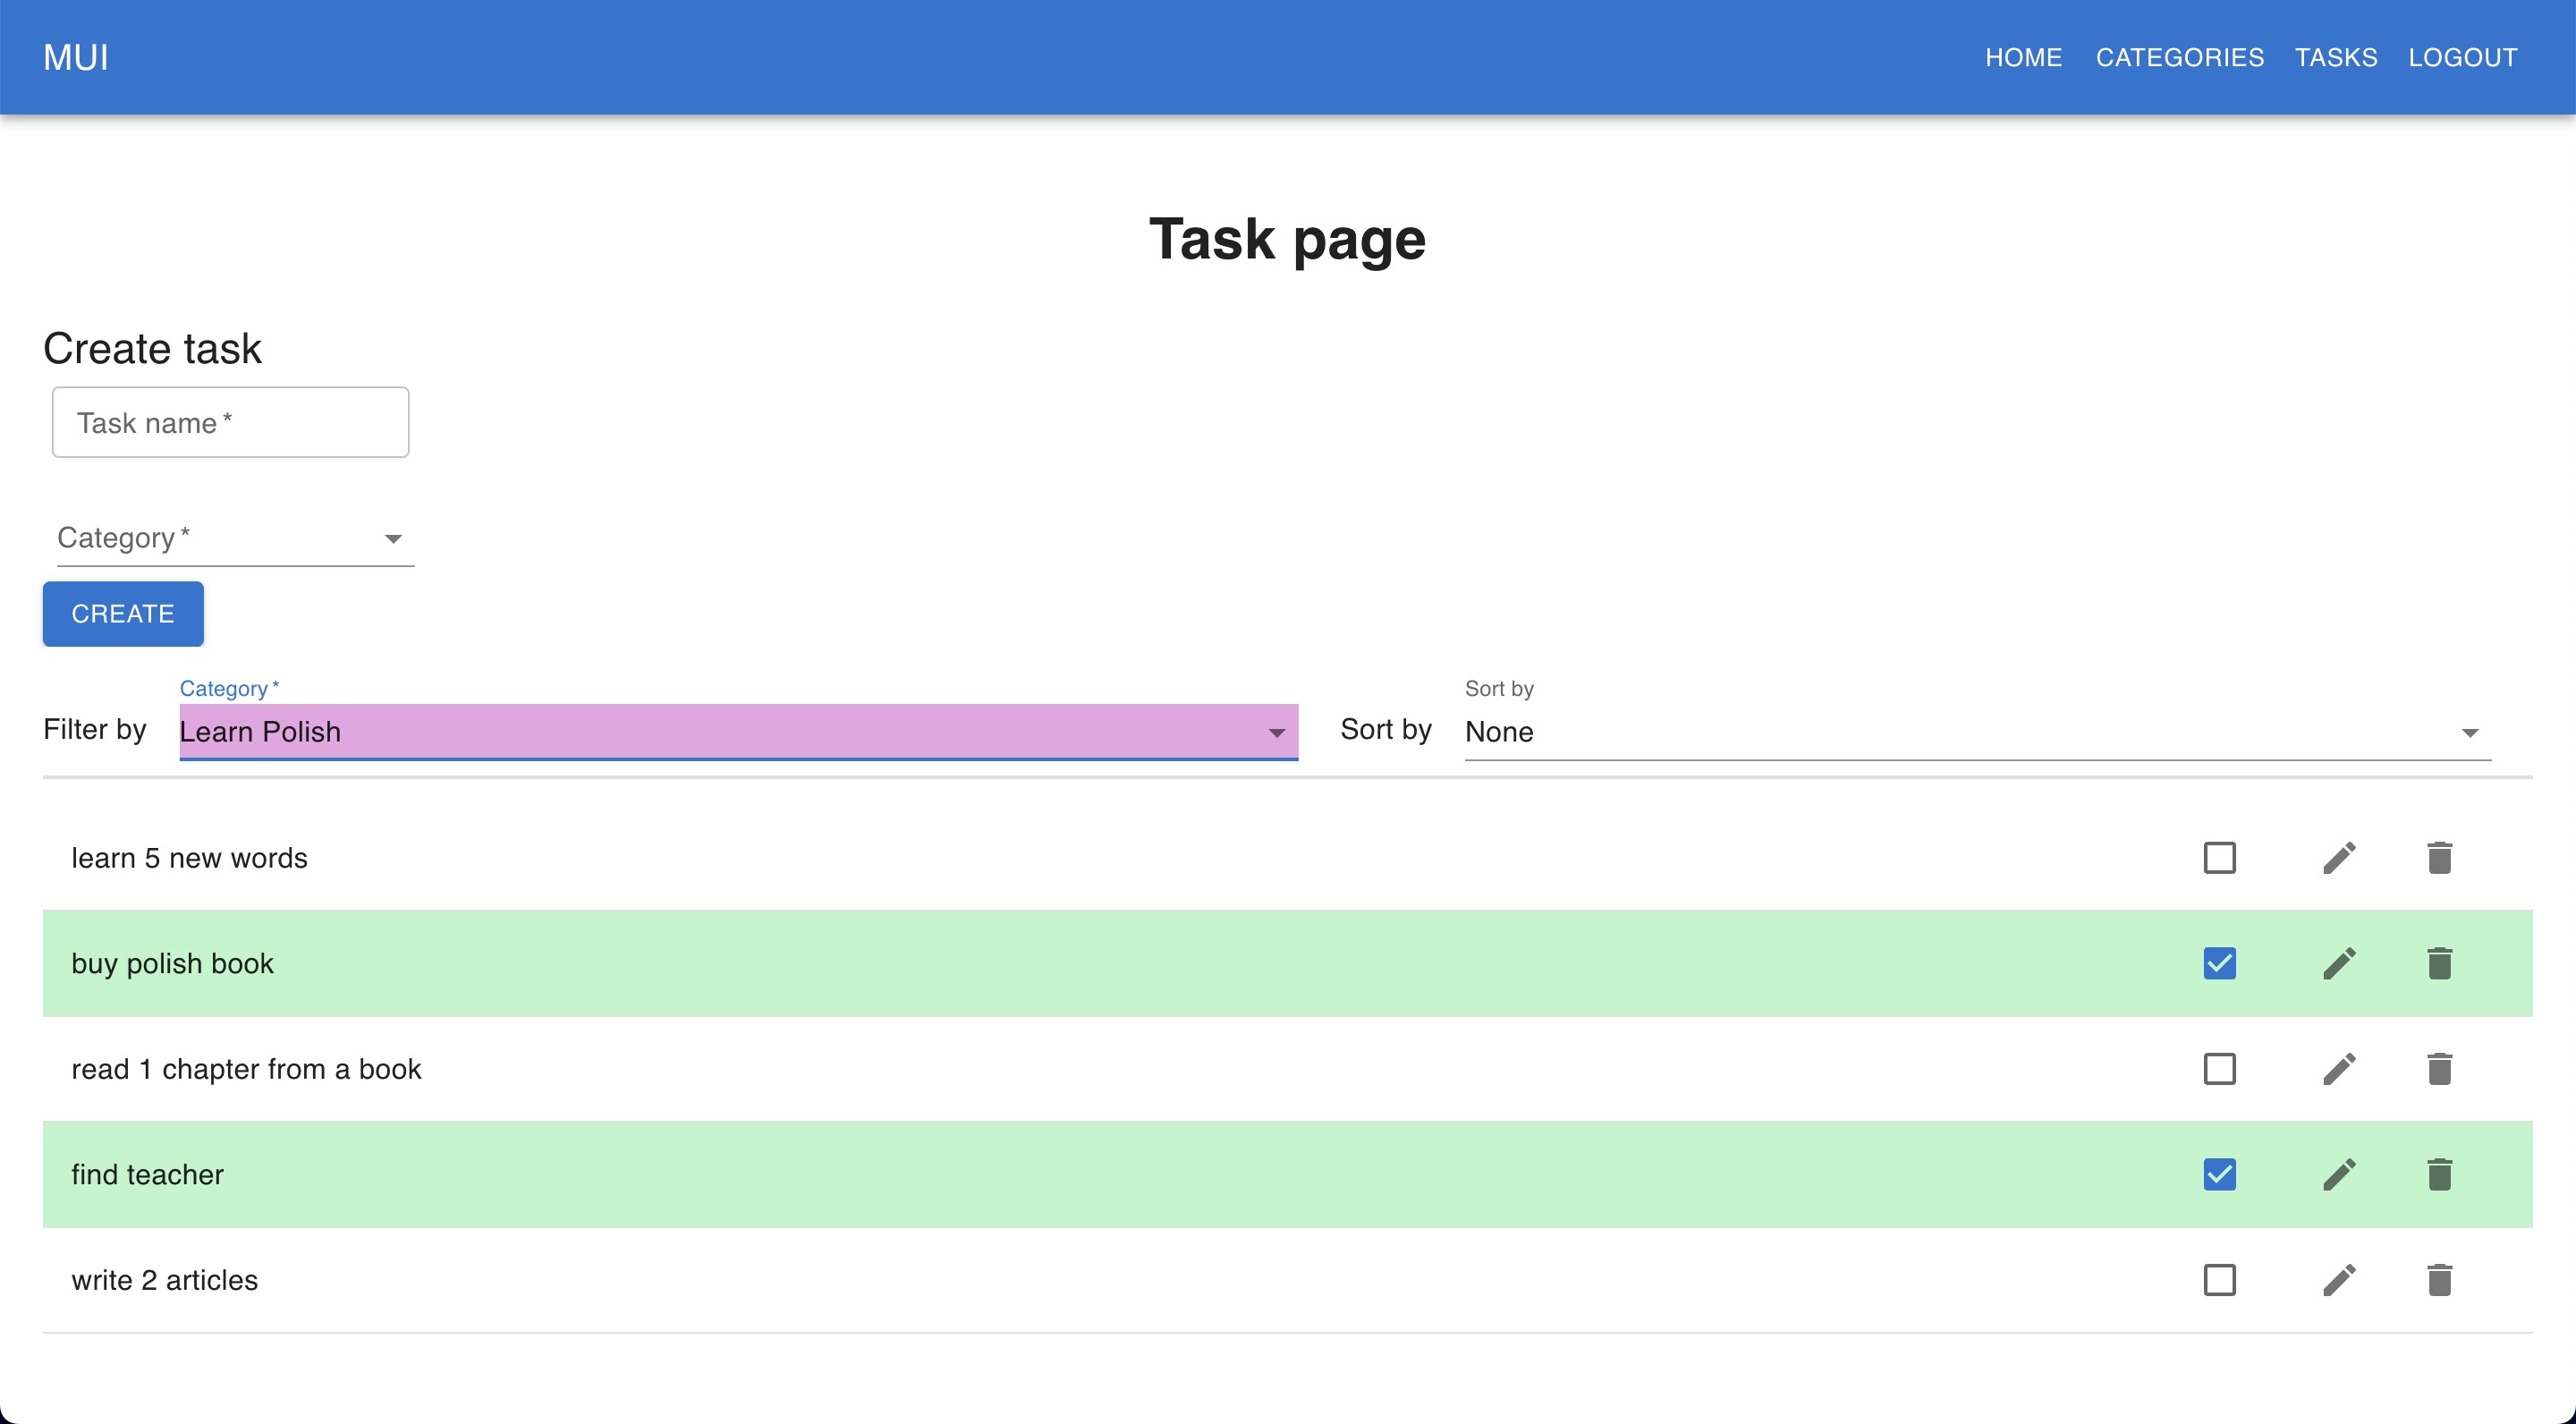 MUI
HOME CATEGORIES TASKS LOGOUT
Task page
Create task
Task name *
Category *
CREATE
Category *
Sort by
Filter by Learn Polish Sort by None
learn 5 new words
buy polish book
read 1 chapter from a book
find teacher
write 2 articles